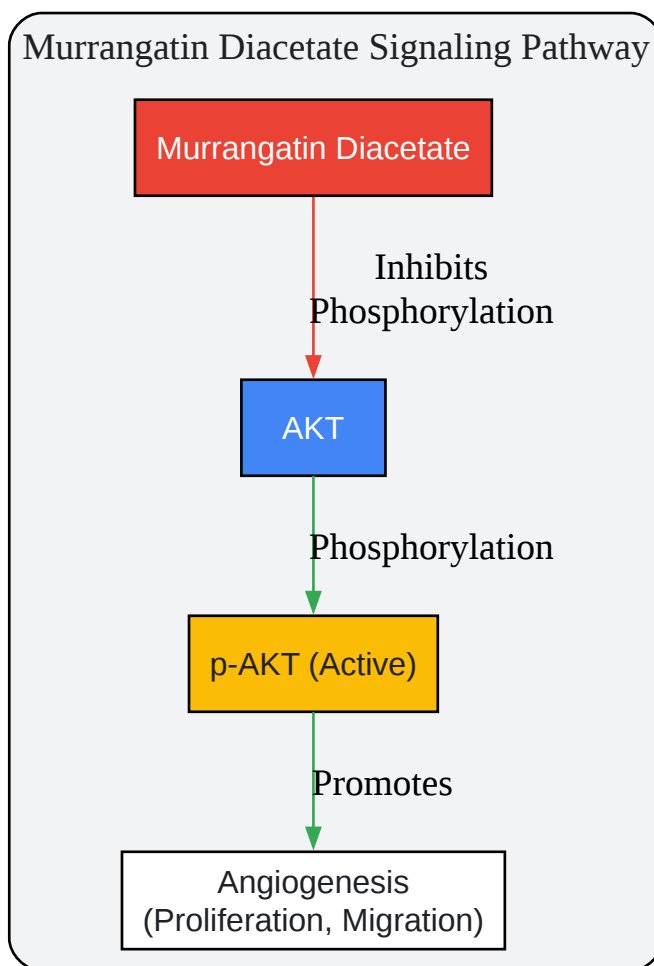 Murrangatin Diacetate Signaling Pathway
Murrangatin Diacetate
Inhibits
Phosphorylation
AKT
Phosphorylation
p-AKT (Active)
Promotes
Angiogenesis
(Proliferation, Migration)